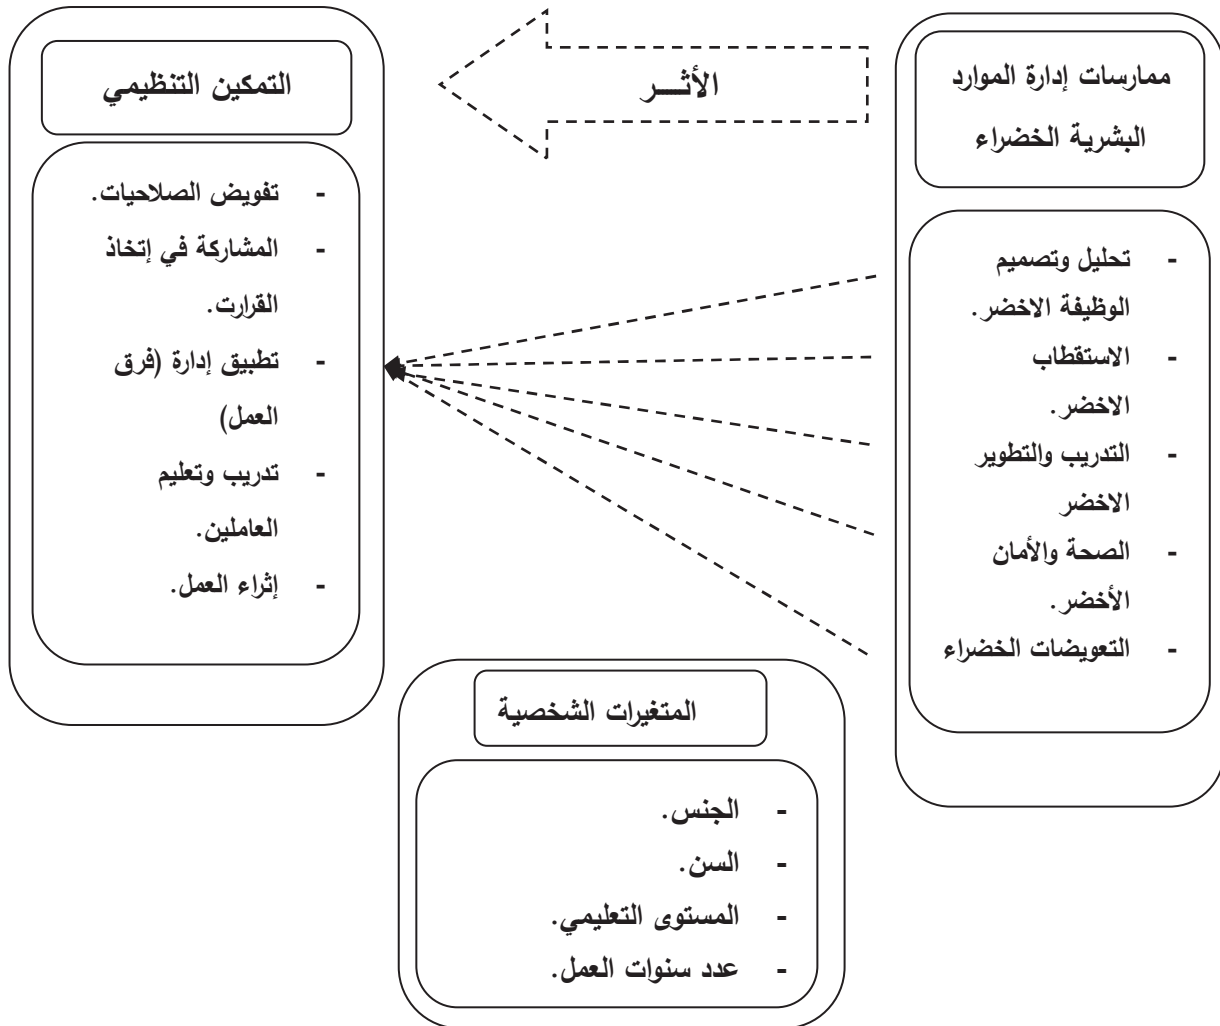 ممارسات إدارة الموارد
البشرية الخضراء
- تحليل وتصميم
الوظيفة الاخضر.
- الاستقطاب
الاخضر.
- التدريب والتطوير
الاخضر
- الصحة والأمان
الأخضر.
- التعويضات الخضراء
الأثــر
التمكين التنظيمي
- تفويض الصلاحيات.
- المشاركة في إتخاذ
القرارت.
- تطبيق إدارة (فرق
العمل)
- تدريب وتعليم
العاملين.
- إثراء العمل.
المتغيرات الشخصية
- الجنس.
- السن.
- المستوى التعليمي.
- عدد سنوات العمل.